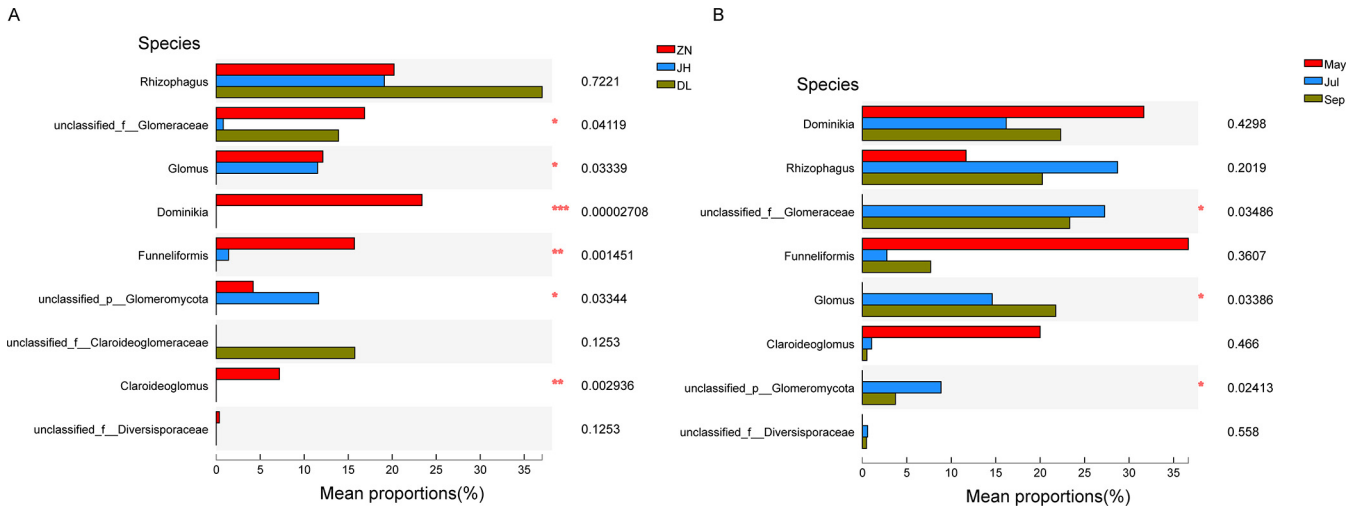 A
Species
ZN
JH
DL
Rhizophagus
0.7221
unclassified_f__Glomeraceae
* 0.04119
Glomus
* 0.03339
Dominikia
*** 0.00002708
Funneliformis
** 0.001451
unclassified_p__Glomeromycota
* 0.03344
unclassified_f__Claroideoglomeraceae
0.1253
Claroideoglomus
** 0.002936
unclassified_f__Diversisporaceae
0.1253
0 5 10 15 20 25 30 35
Mean proportions(%)
B
Species
May
Jul
Sep
Dominikia
0.4298
Rhizophagus
0.2019
unclassified_f__Glomeraceae
* 0.03486
Funneliformis
0.3607
Glomus
* 0.03386
Claroideoglomus
0.466
unclassified_p__Glomeromycota
* 0.02413
unclassified_f__Diversisporaceae
0.558
0 5 10 15 20 25 30 35
Mean proportions(%)